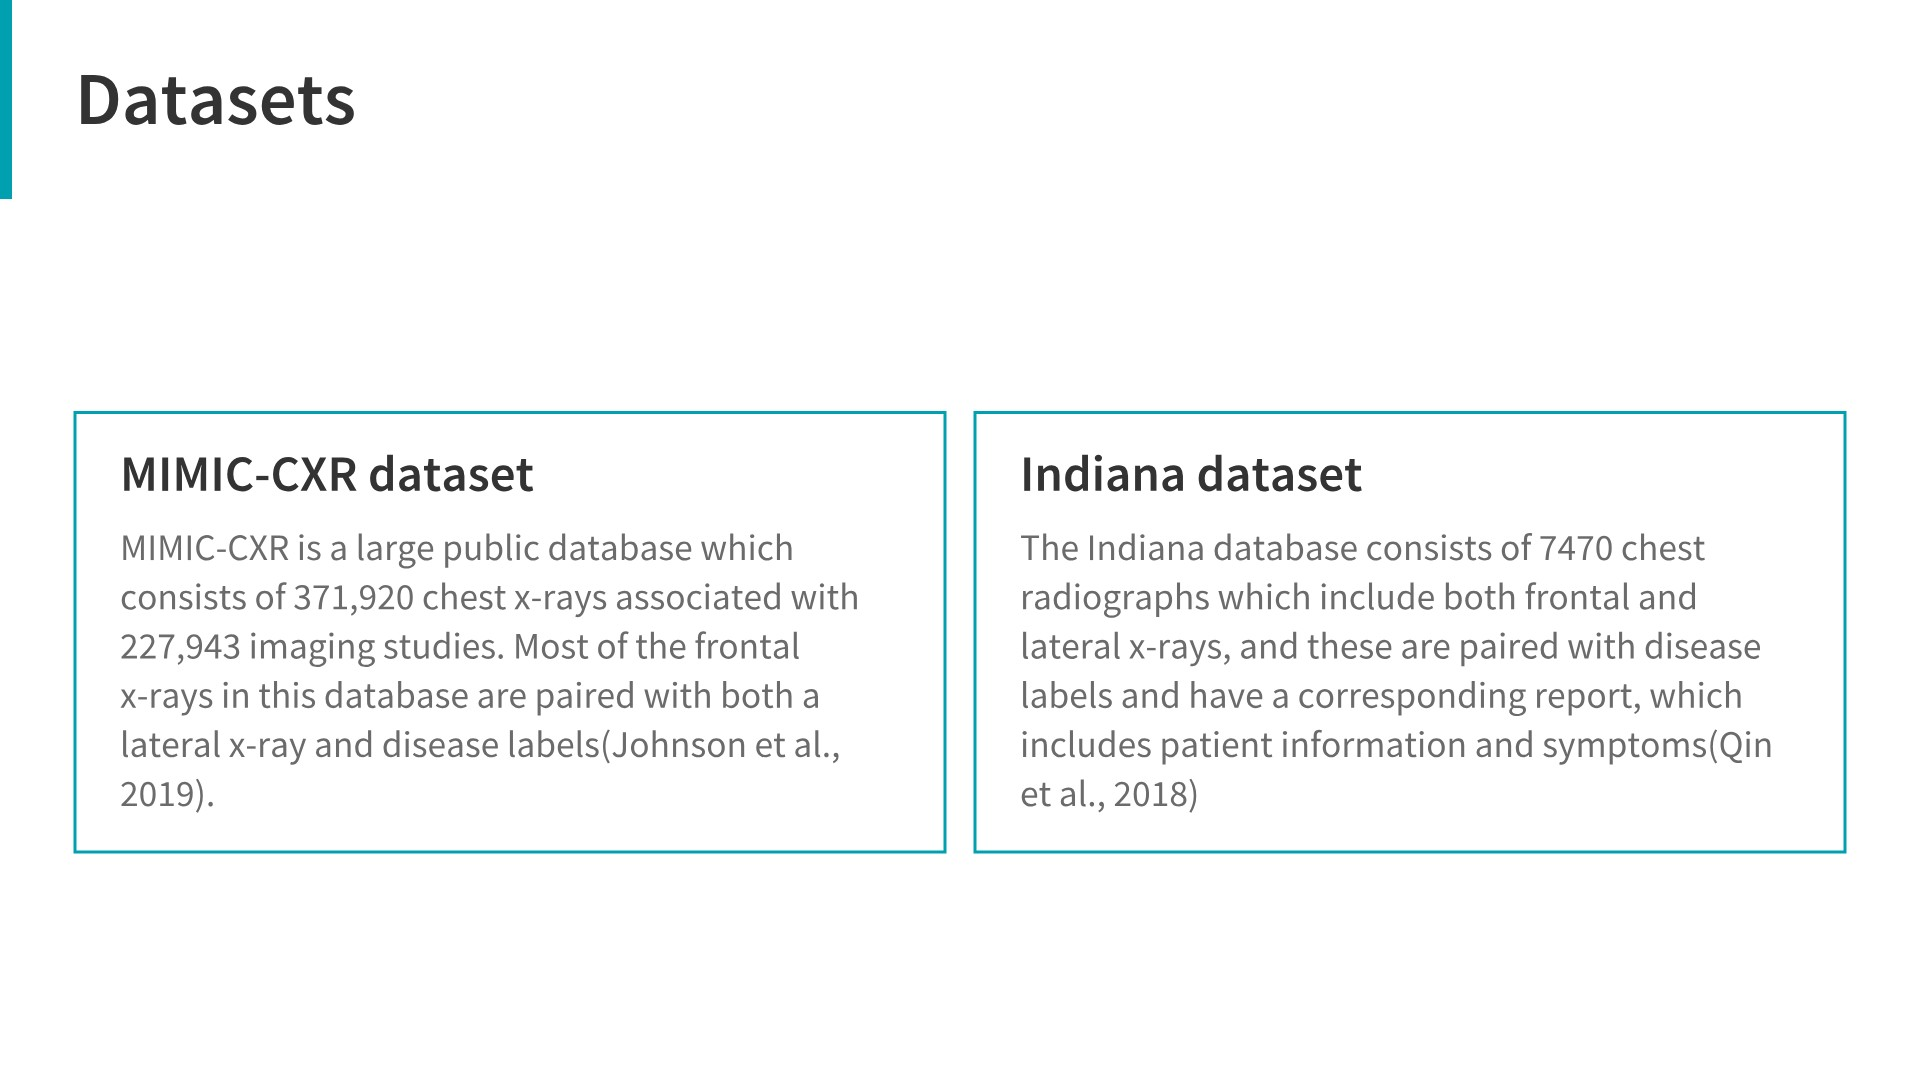 Datasets
MIMIC-CXR dataset
MIMIC-CXR is a large public database which
consists of 371,920 chest x-rays associated with
227,943 imaging studies. Most of the frontal
x-rays in this database are paired with both a
lateral x-ray and disease labels(Johnson et al.,
2019).
Indiana dataset
The Indiana database consists of 7470 chest
radiographs which include both frontal and
lateral x-rays, and these are paired with disease
labels and have a corresponding report, which
includes patient information and symptoms(Qin
et al., 2018)